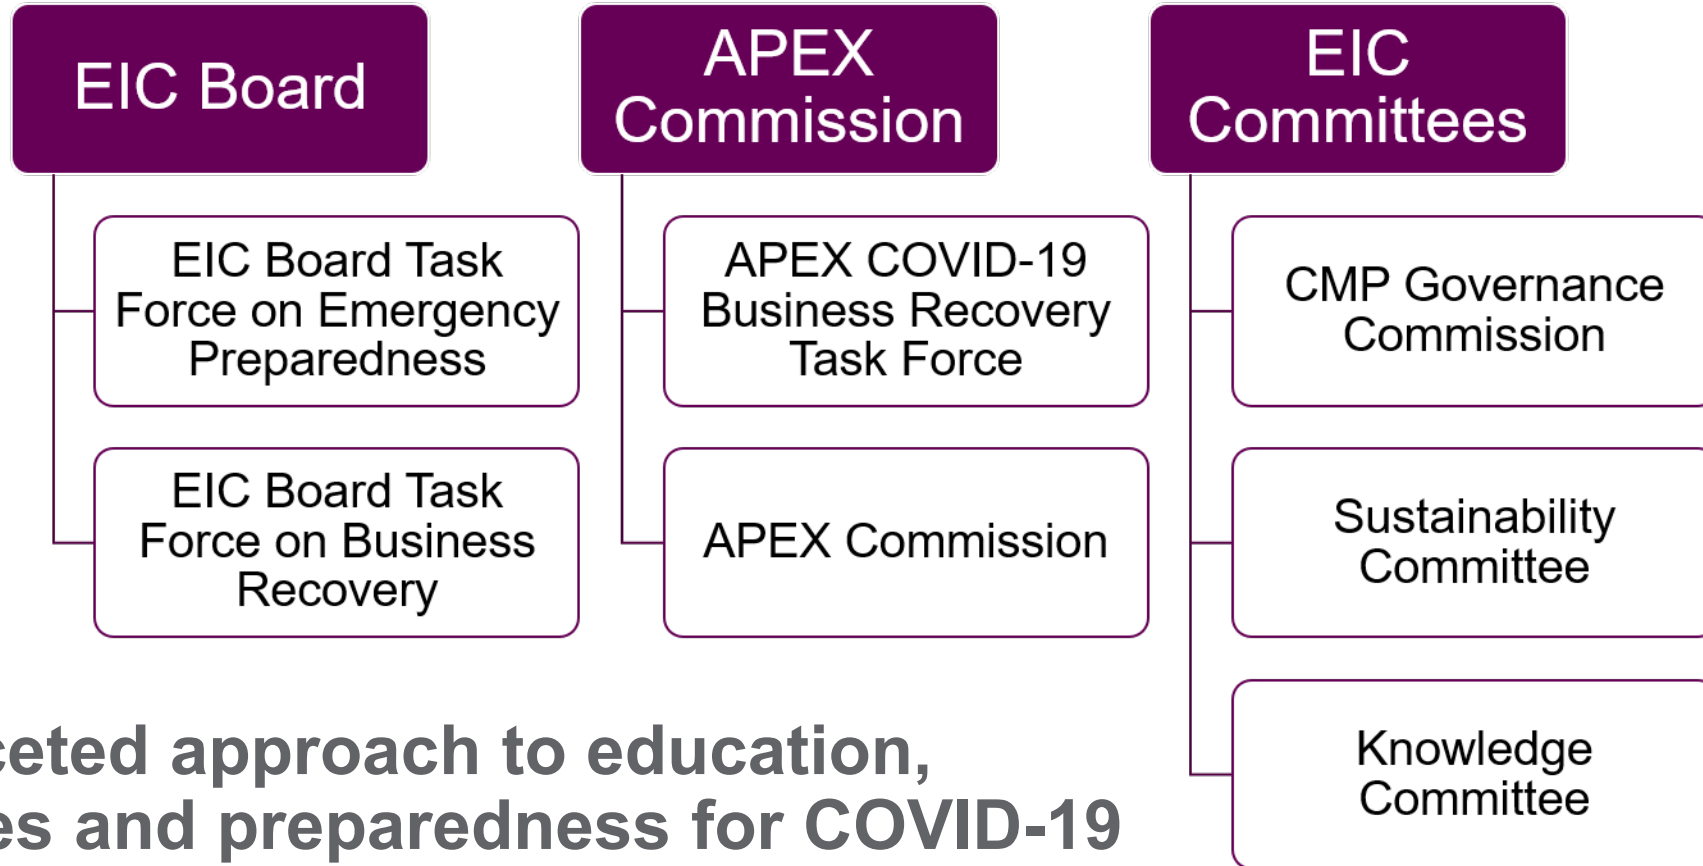 EIC Board
EIC Board Task
Force on Emergency
Preparedness
EIC Board Task
Force on Business
Recovery
APEX
Commission
APEX COVID-19
Business Recovery
Task Force
APEX Commission
EIC
Committees
CMP Governance
Commission
Sustainability
Committee
Knowledge
Committee
approach to education,
and preparedness for COVID-19